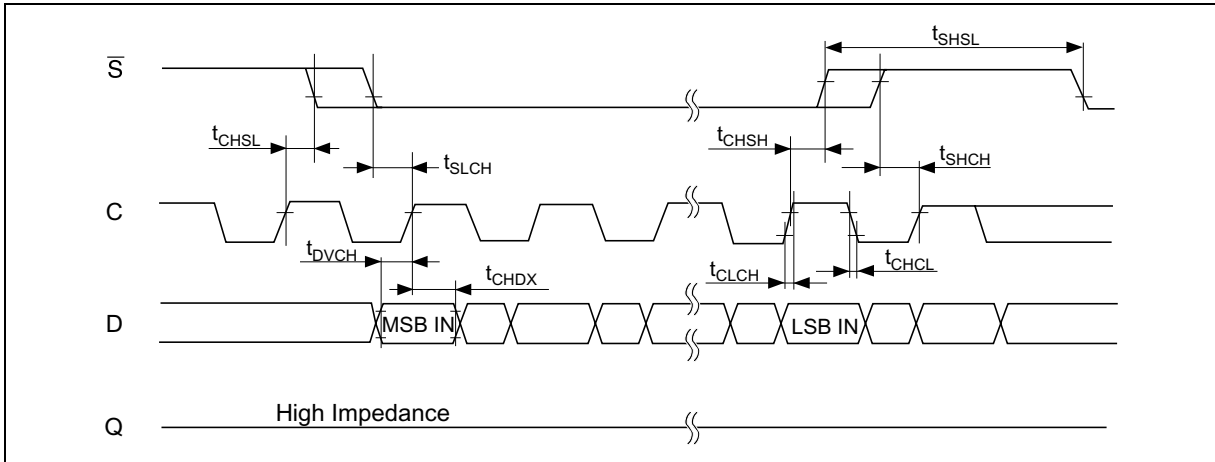 S̅
tSHSL
tCHSL
tSLCH
tCHSH
tSHCH
C
tDVCH
tCHDX
tCLCH
tCHCL
D
MSB IN
LSB IN
Q
High Impedance